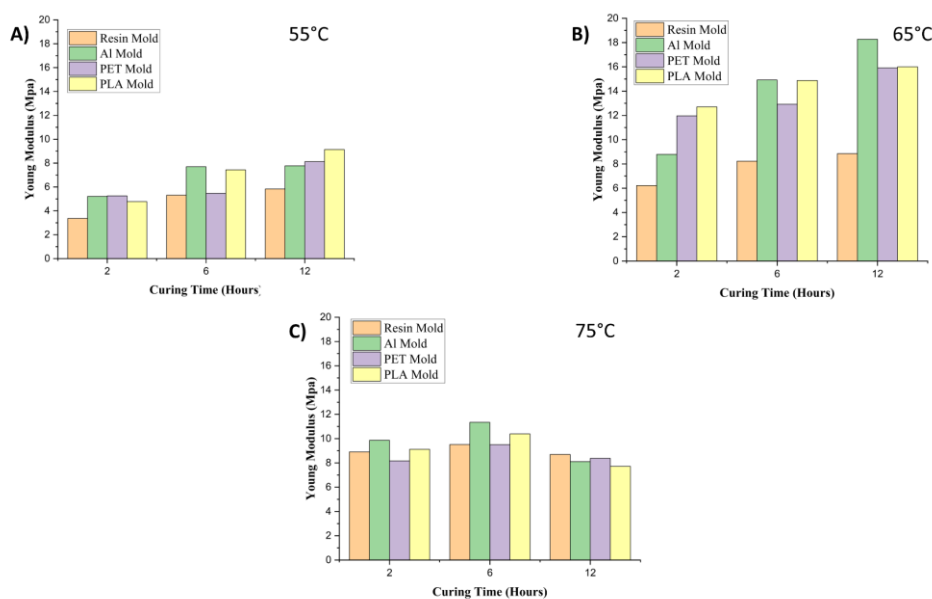 A)
55°C
Resin Mold
Al Mold
PET Mold
PLA Mold
Young Modulus (Mpa)
20
18
16
14
12
10
8
6
4
2
0
2
6
12
Curing Time (Hours)
B)
65°C
Resin Mold
Al Mold
PET Mold
PLA Mold
Young Modulus (Mpa)
20
18
16
14
12
10
8
6
4
2
0
2
6
12
Curing Time (Hours)
C)
75°C
Resin Mold
Al Mold
PET Mold
PLA Mold
Young Modulus (Mpa)
20
18
16
14
12
10
8
6
4
2
0
2
6
12
Curing Time (Hours)